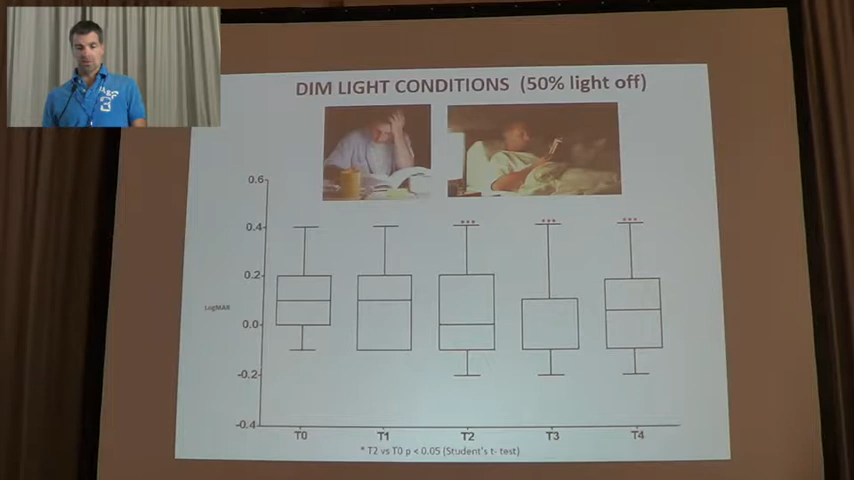 DIM LIGHT CONDITIONS (50% light off)
0.6
0.4
***
***
***
0.2
LogMAR
0.0
-0.2
-0.4
T0 T1 T2 T3 T4
* T2 vs T0 p < 0.05 (Student's t- test)